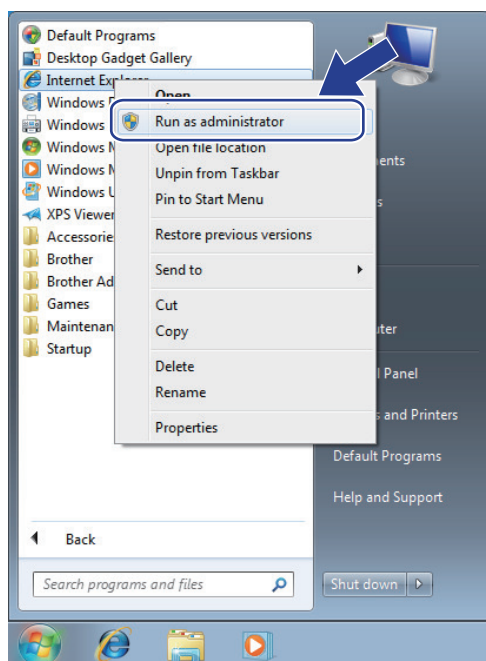 Default Programs
Desktop Gadget Gallery
Internet Explorer
Windows
Windows
Windows
Windows
Windows
XPS Viewer
Accessorie
Brother
Brother Ad
Games
Maintenan
Startup
Back
Search programs and files
Open
Run as administrator
Open file location
Unpin from Taskbar
Pin to Start Menu
Restore previous versions
Send to
Cut
Copy
Delete
Rename
Properties
ents
s
uter
l Panel
s and Printers
Default Programs
Help and Support
Shut down